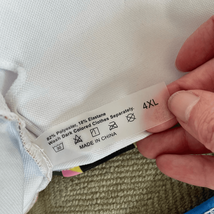 82% Polyester, 18% Elastane
Wash Dark Colored Clothes Separately
MADE IN CHINA
4XL